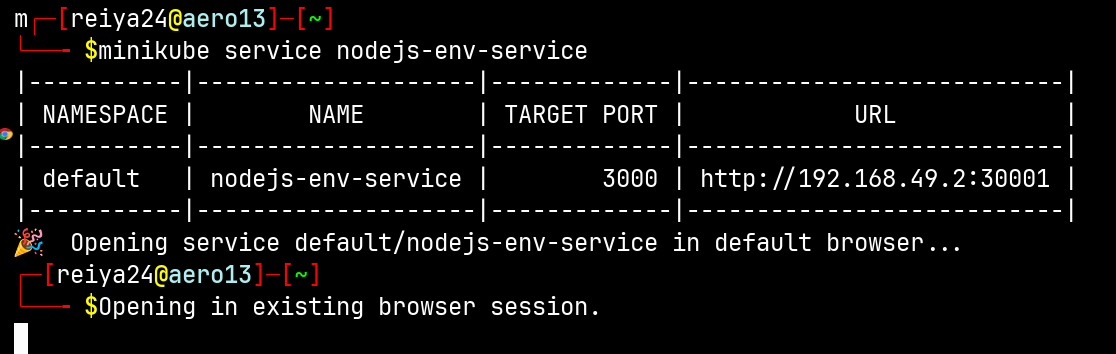 m┌─[reiya24@aero13]─[~]
└──╼ $minikube service nodejs-env-service
|-----------|--------------------|-------------|---------------------------|
| NAMESPACE |        NAME        | TARGET PORT |            URL            |
|-----------|--------------------|-------------|---------------------------|
| default   | nodejs-env-service |        3000 | http://192.168.49.2:30001 |
|-----------|--------------------|-------------|---------------------------|
🎉  Opening service default/nodejs-env-service in default browser...
┌─[reiya24@aero13]─[~]
└──╼ $Opening in existing browser session.